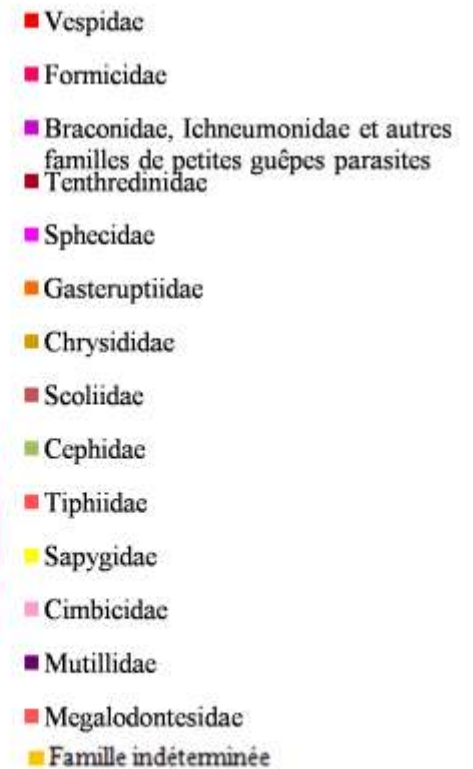 Vespidae
Formicidae
Braconidae, Ichneumonidae et autres
familles de petites guêpes parasites
Tenthredinidae
Sphecidae
Gasteruptiidae
Chrysididae
Scoliidae
Cephidae
Tiphiidae
Sapygidae
Cimbicidae
Mutillidae
Megalodontesidae
Famille indéterminée